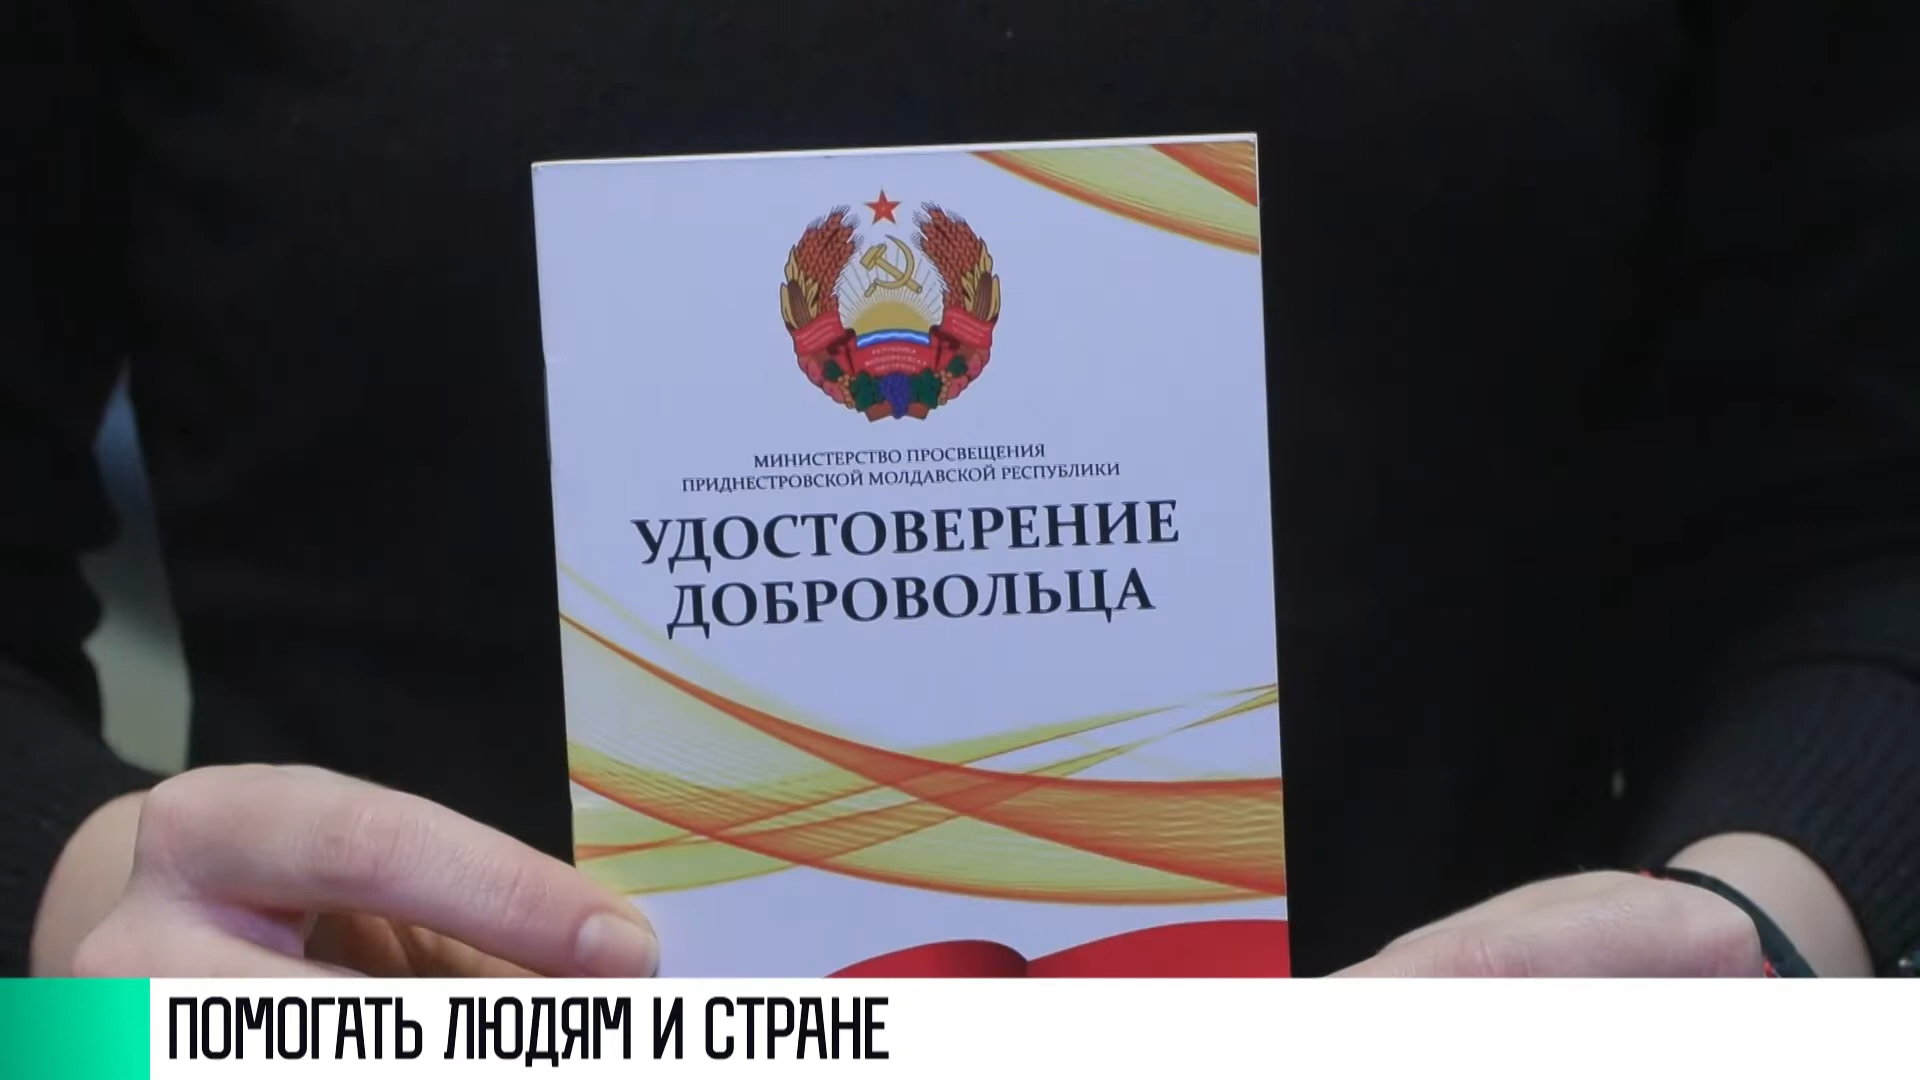 МИНИСТЕРСТВО ПРОСВЕЩЕНИЯ
ПРИДНЕСТРОВСКОЙ МОЛДАВСКОЙ РЕСПУБЛИКИ
УДОСТОВЕРЕНИЕ
ДОБРОВОЛЬЦА
ПОМОГАТЬ ЛЮДЯМ И СТРАНЕ